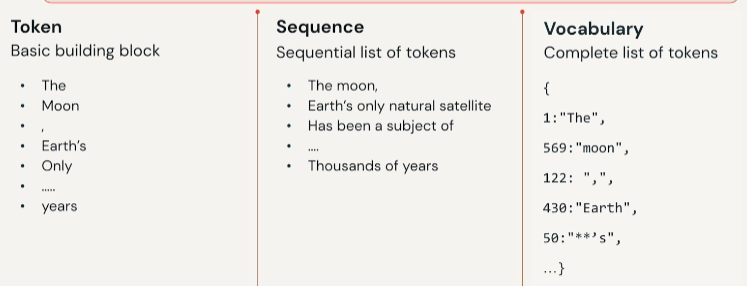 Token
Basic building block
• The
• Moon
• ,
• Earth's
• Only
• .....
• years
Sequence
Sequential list of tokens
• The moon,
• Earth's only natural satellite
• Has been a subject of
• ....
• Thousands of years
Vocabulary
Complete list of tokens
{
1:"The",
569:"moon",
122: ",",
430:"Earth",
50:"**’s",
...}